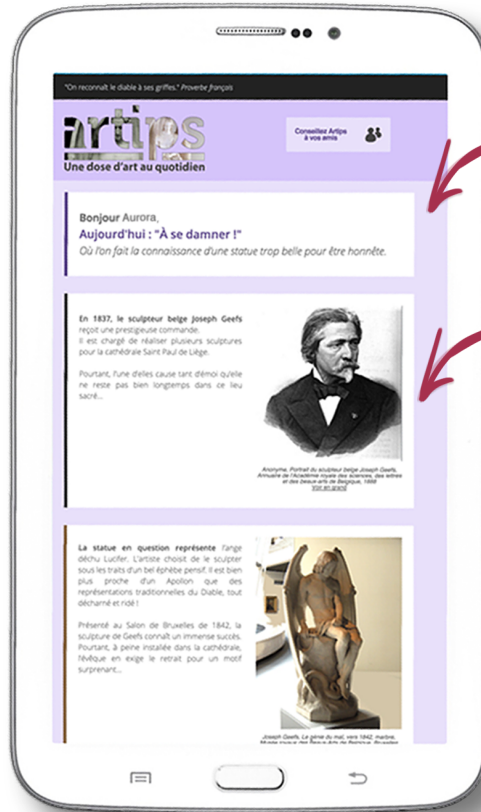 "On reconnaît le diable à ses griffes." Proverbe français
artips
Une dose d'art au quotidien
Conseillez Artips
à vos amis
Bonjour Aurora,
Aujourd'hui : "À se damner !"
Où l'on fait la connaissance d'une statue trop belle pour être honnête.
En 1837, le sculpteur belge Joseph Geefs
reçoit une prestigieuse commande.
Il est chargé de réaliser plusieurs sculptures
pour la cathédrale Saint Paul de Liège.
Pourtant, l'une d'elles cause tant d'émoi qu'elle
ne reste pas bien longtemps dans ce lieu
sacré...
Anonyme, Portrait du sculpteur belge Joseph Geefs,
Annuaire de l'Académie royale des sciences, des lettres
et des beaux-arts de Belgique, 1888
Voir en grand
La statue en question représente l'ange
déchu Lucifer. L'artiste choisit de le sculpter
sous les traits d'un bel éphèbe pensif. Il est bien
plus proche d'un Apollon que des
représentations traditionnelles du Diable, tout
décharné et ridé !
Présenté au Salon de Bruxelles de 1842, la
sculpture de Geefs connaît un immense succès.
Pourtant, à peine installée dans la cathédrale,
l'évêque en exige le retrait pour un motif
surprenant...
Joseph Geefs, Le génie du mal, vers 1842, marbre,
Musée royaux des Beaux-Arts de Belgique, Bruxelles